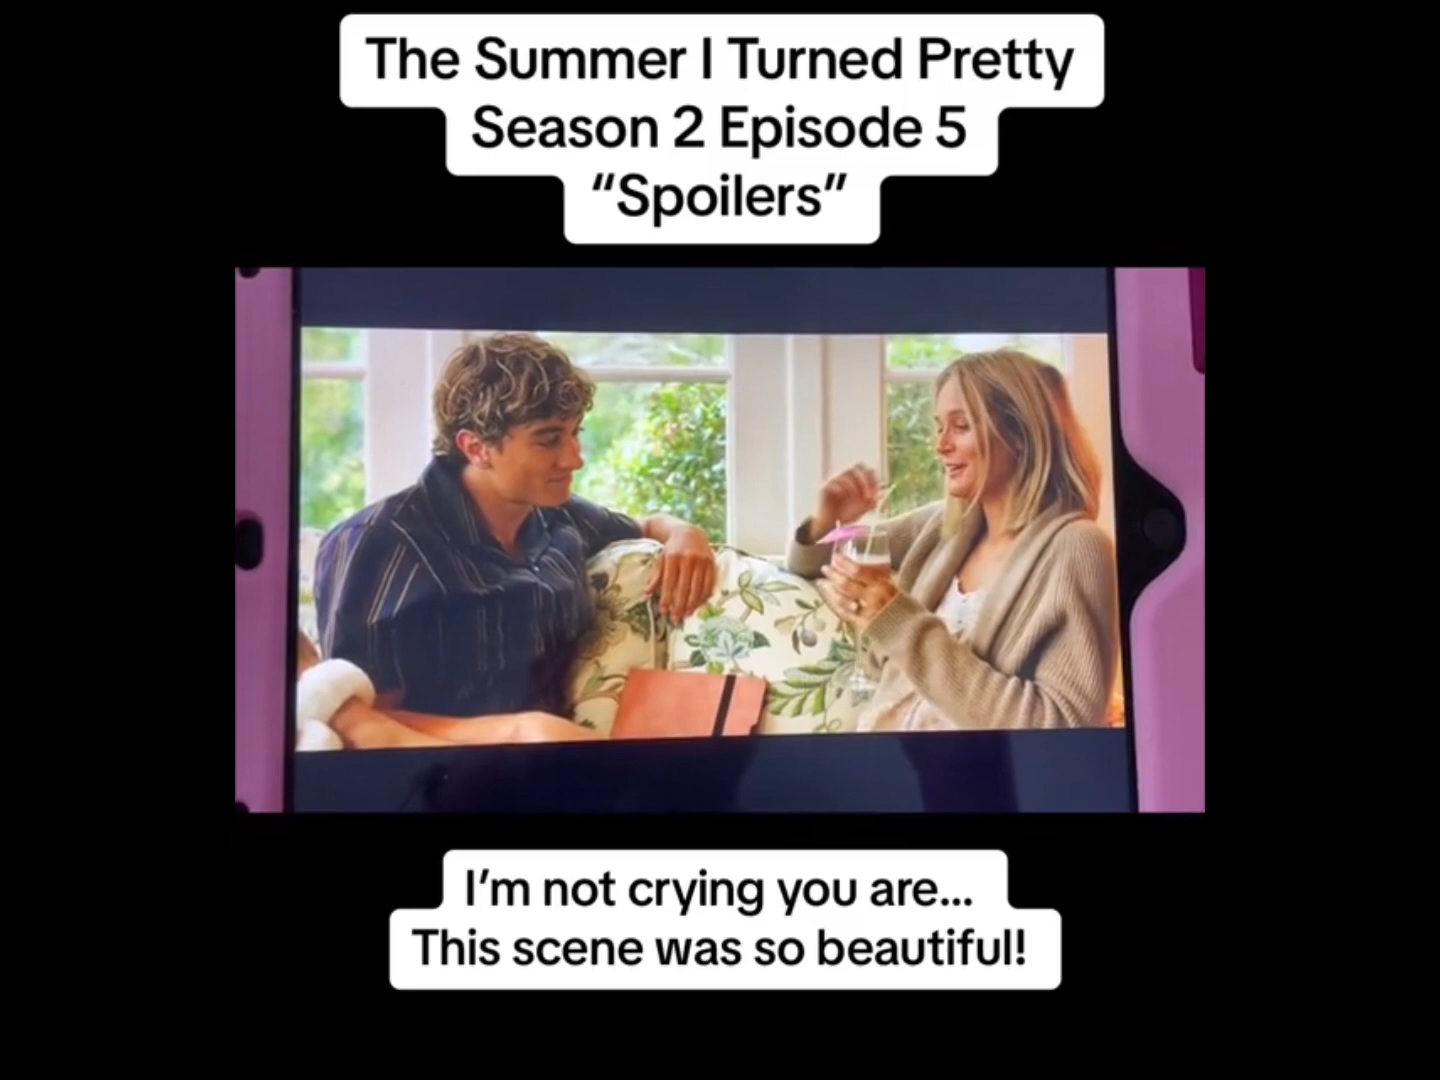 The Summer I Turned Pretty
Season 2 Episode 5
“Spoilers”
I’m not crying you are...
This scene was so beautiful!